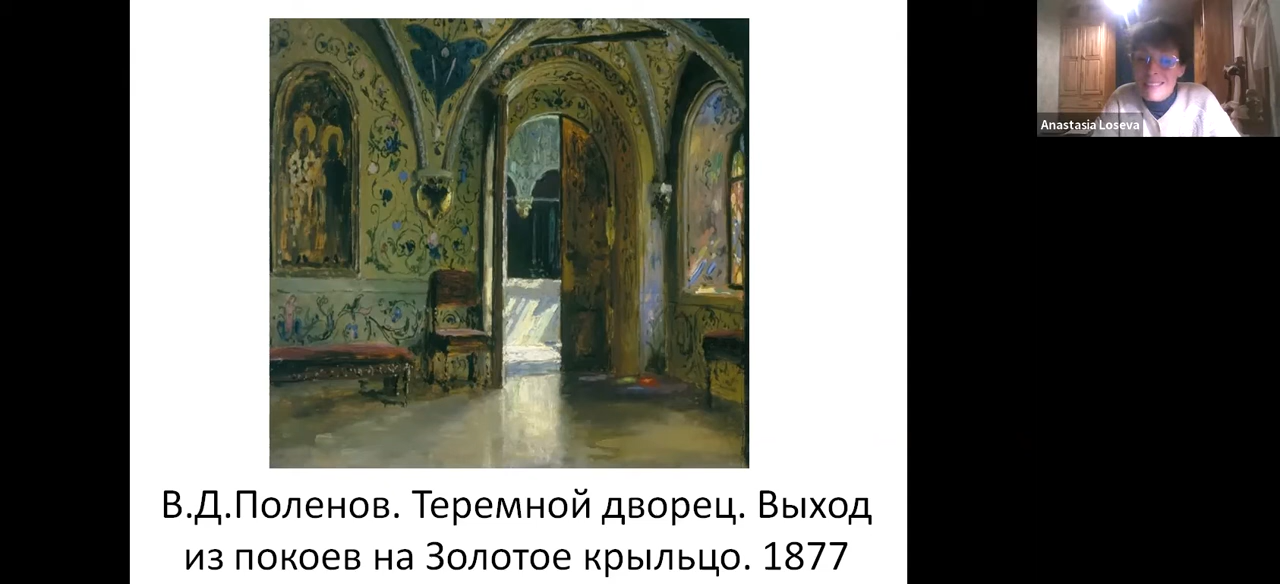 Anastasia Loseva
В.Д.Поленов. Теремной дворец. Выход
из покоев на Золотое крыльцо. 1877